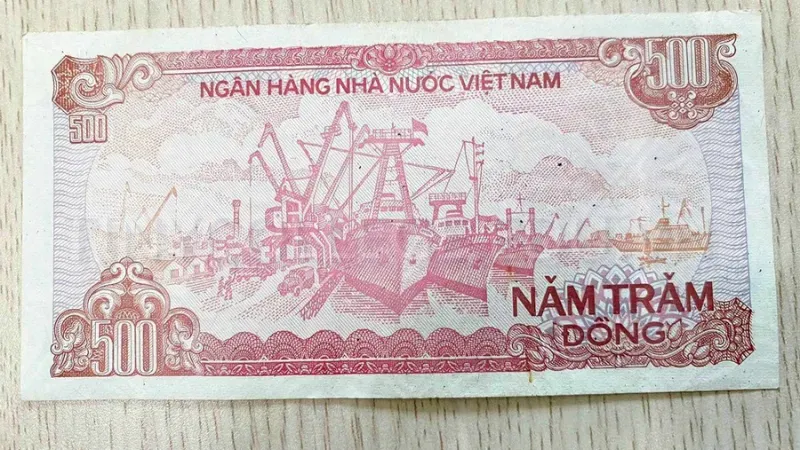 500
NGÂN HÀNG NHÀ NƯỚC VIỆT NAM
500
500
NĂM TRĂM
ĐỒNG